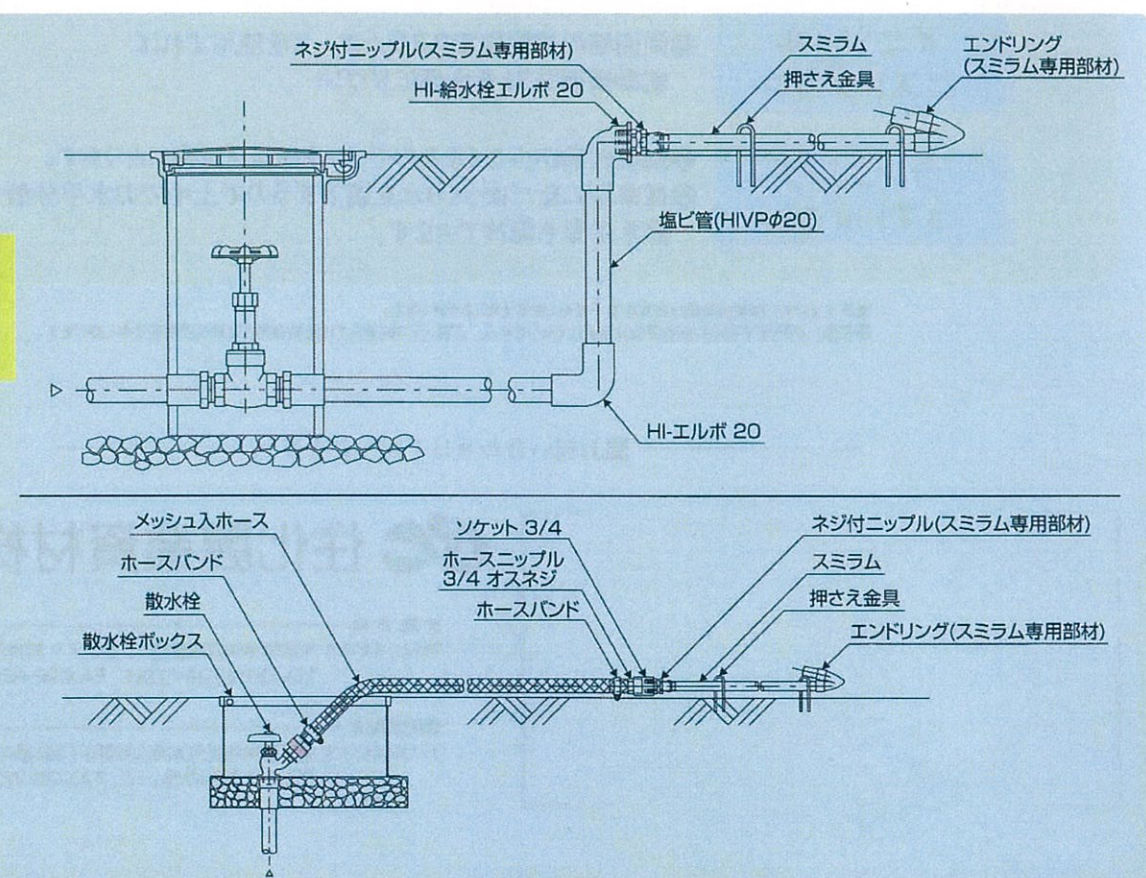 ネジ付ニップル(スミラム専用部材)
HI-給水栓エルボ 20
スミラム
押さえ金具
エンドリング
(スミラム専用部材)
塩ビ管(HIVPφ20)
HI-エルボ 20
メッシュ入ホース
ホースバンド
散水栓
散水栓ボックス
ソケット 3/4
ホースニップル
3/4 オスネジ
ホースバンド
ネジ付ニップル(スミラム専用部材)
スミラム
押さえ金具
エンドリング(スミラム専用部材)